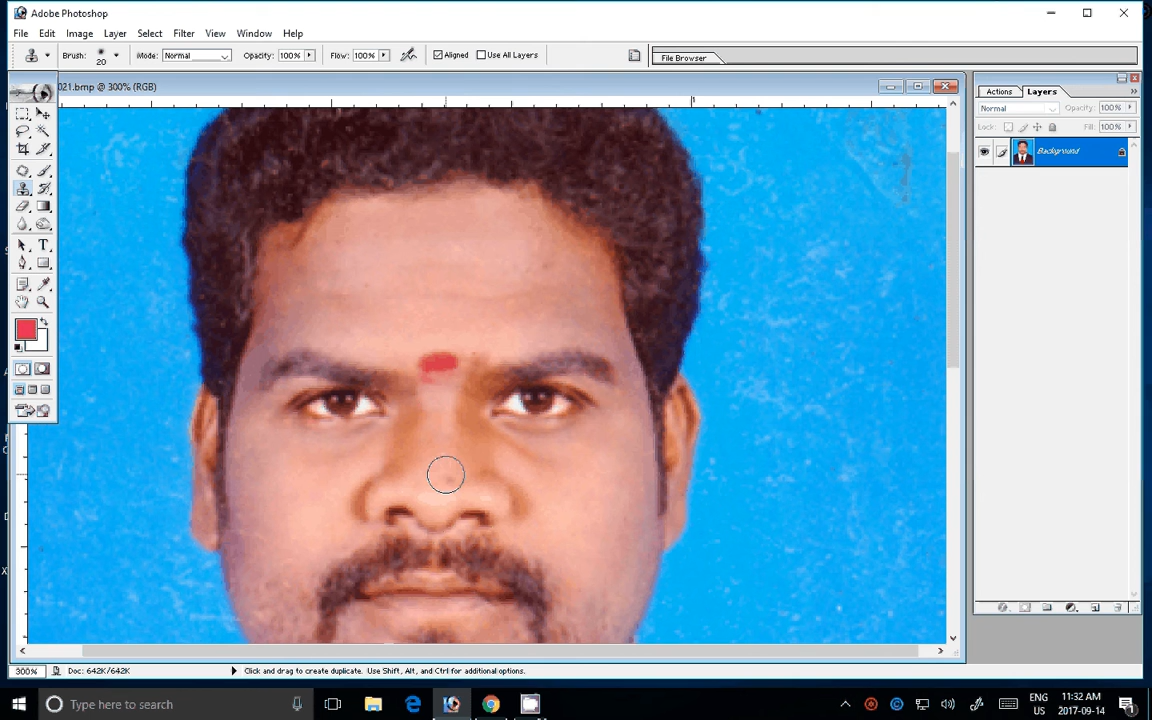 Adobe Photoshop
File Edit Image Layer Select Filter View Window Help
Brush: 20 Mode: Normal Opacity: 100% Flow: 100% Aligned Use All Layers File Browser
021.bmp @ 300% (RGB)
Actions Layers
Normal Opacity: 100%
Lock: Fill: 100%
Background
T
300% Doc: 642K/642K Click and drag to create duplicate. Use Shift, Alt, and Ctrl for additional options.
Type here to search
ENG
US
11:32 AM
2017-09-14
1